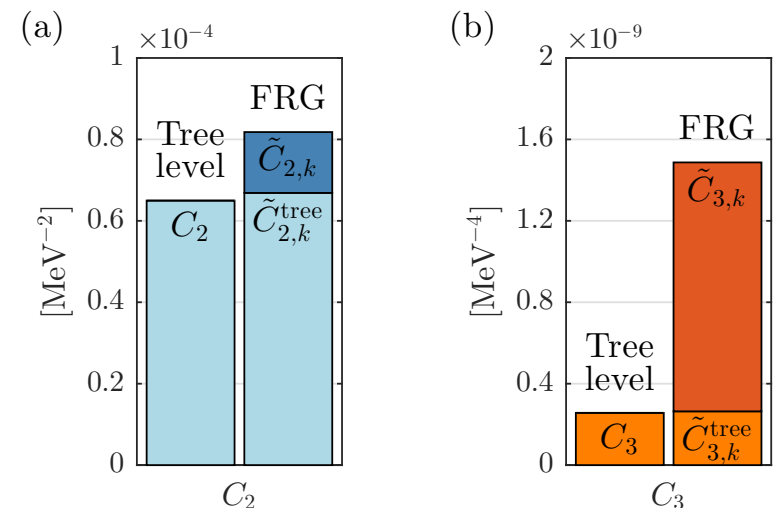 (a)
×10⁻⁴
1
0.8
0.6
0.4
0.2
0
[MeV⁻²]
Tree
level
FRG
C₂
C̃₂,ₖ
C̃₂,ₖᵗʳᵉᵉ
C₂
(b)
×10⁻⁹
2
1.6
1.2
0.8
0.4
0
[MeV⁻⁴]
Tree
level
FRG
C₃
C̃₃,ₖ
C̃₃,ₖᵗʳᵉᵉ
C₃